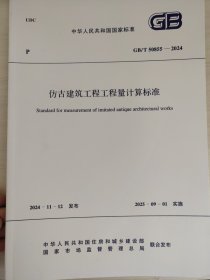 UDC
中华人民共和国国家标准
GB
P
GB/T 50855—2024
仿古建筑工程工程量计算标准
Standard for measurement of imitated antique architectural works
2024-11-12 发布
2025-09-01 实施
中华人民共和国住房和城乡建设部
国家市场监督管理总局
联合发布